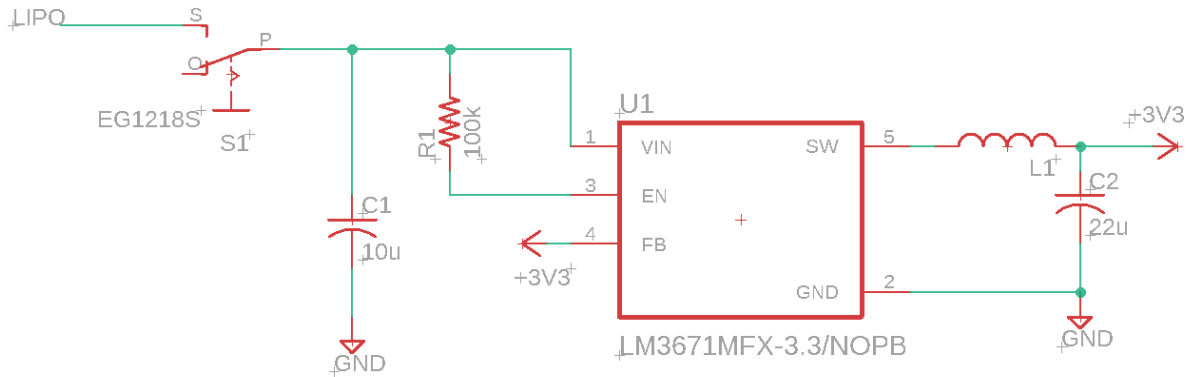 LIPO
S
P
O
EG1218S
S1
R1
100k
C1
10u
GND
U1
1
VIN
3
EN
4
FB
+3V3
SW
5
GND
2
LM3671MFX-3.3/NOPB
L1
+3V3
C2
22u
GND